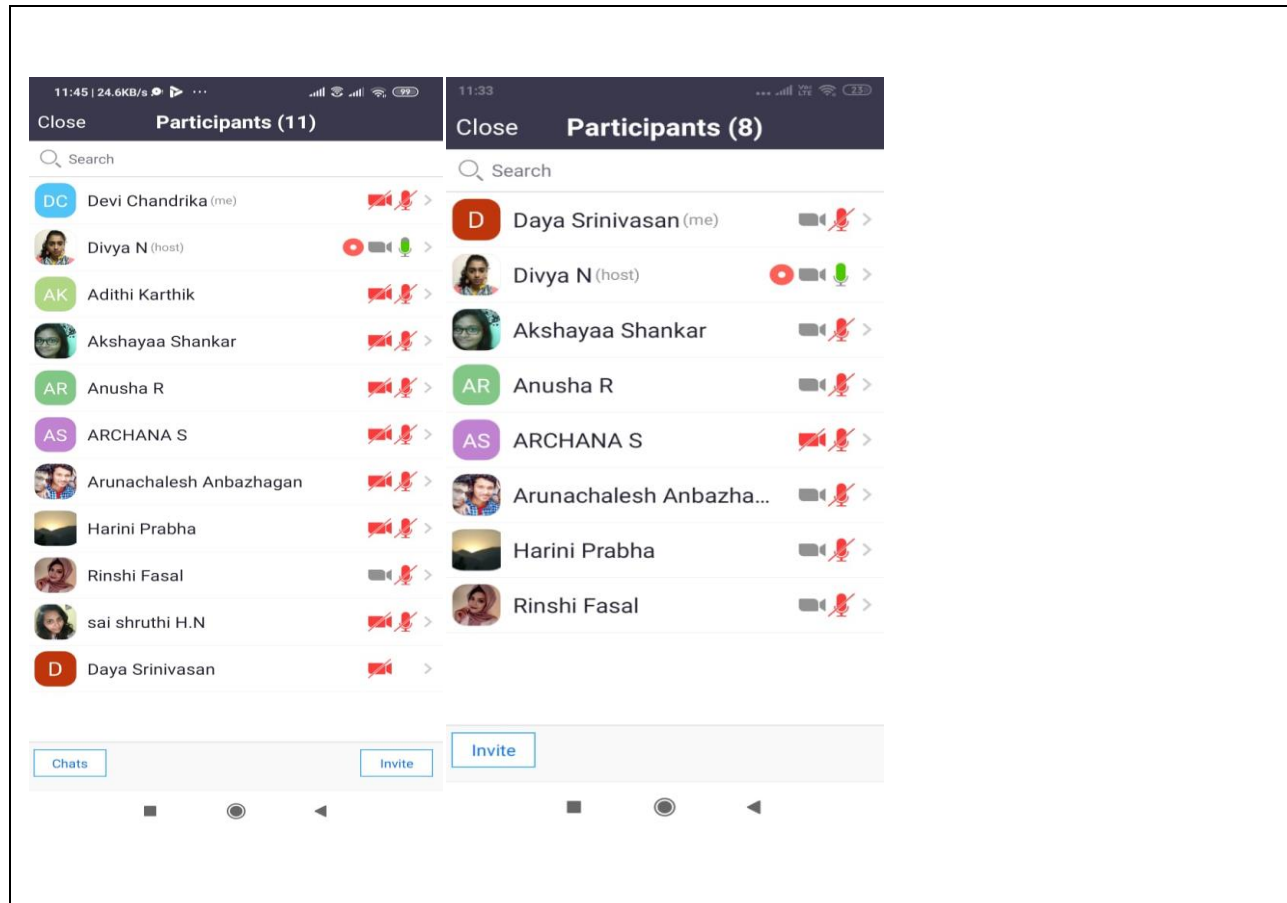 11:45 | 24.6KB/s ... 99
Close Participants (11)
Search
DC Devi Chandrika (me)
Divya N (host)
AK Adithi Karthik
Akshayaa Shankar
AR Anusha R
AS ARCHANA S
Arunachalesh Anbazhagan
Harini Prabha
Rinshi Fasal
sai shruthi H.N
D Daya Srinivasan
Chats Invite
11:33 ... Vo LTE 23
Close Participants (8)
Search
D Daya Srinivasan (me)
Divya N (host)
Akshayaa Shankar
AR Anusha R
AS ARCHANA S
Arunachalesh Anbazha...
Harini Prabha
Rinshi Fasal
Invite